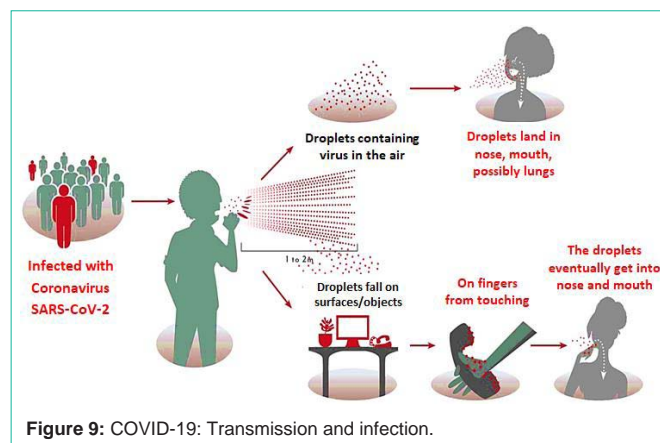 Droplets containing
virus in the air
Droplets land in
nose, mouth,
possibly lungs
Infected with
Coronavirus
SARS-CoV-2
1 to 2m
Droplets fall on
surfaces/objects
On fingers
from touching
The droplets
eventually get into
nose and mouth
Figure 9: COVID-19: Transmission and infection.